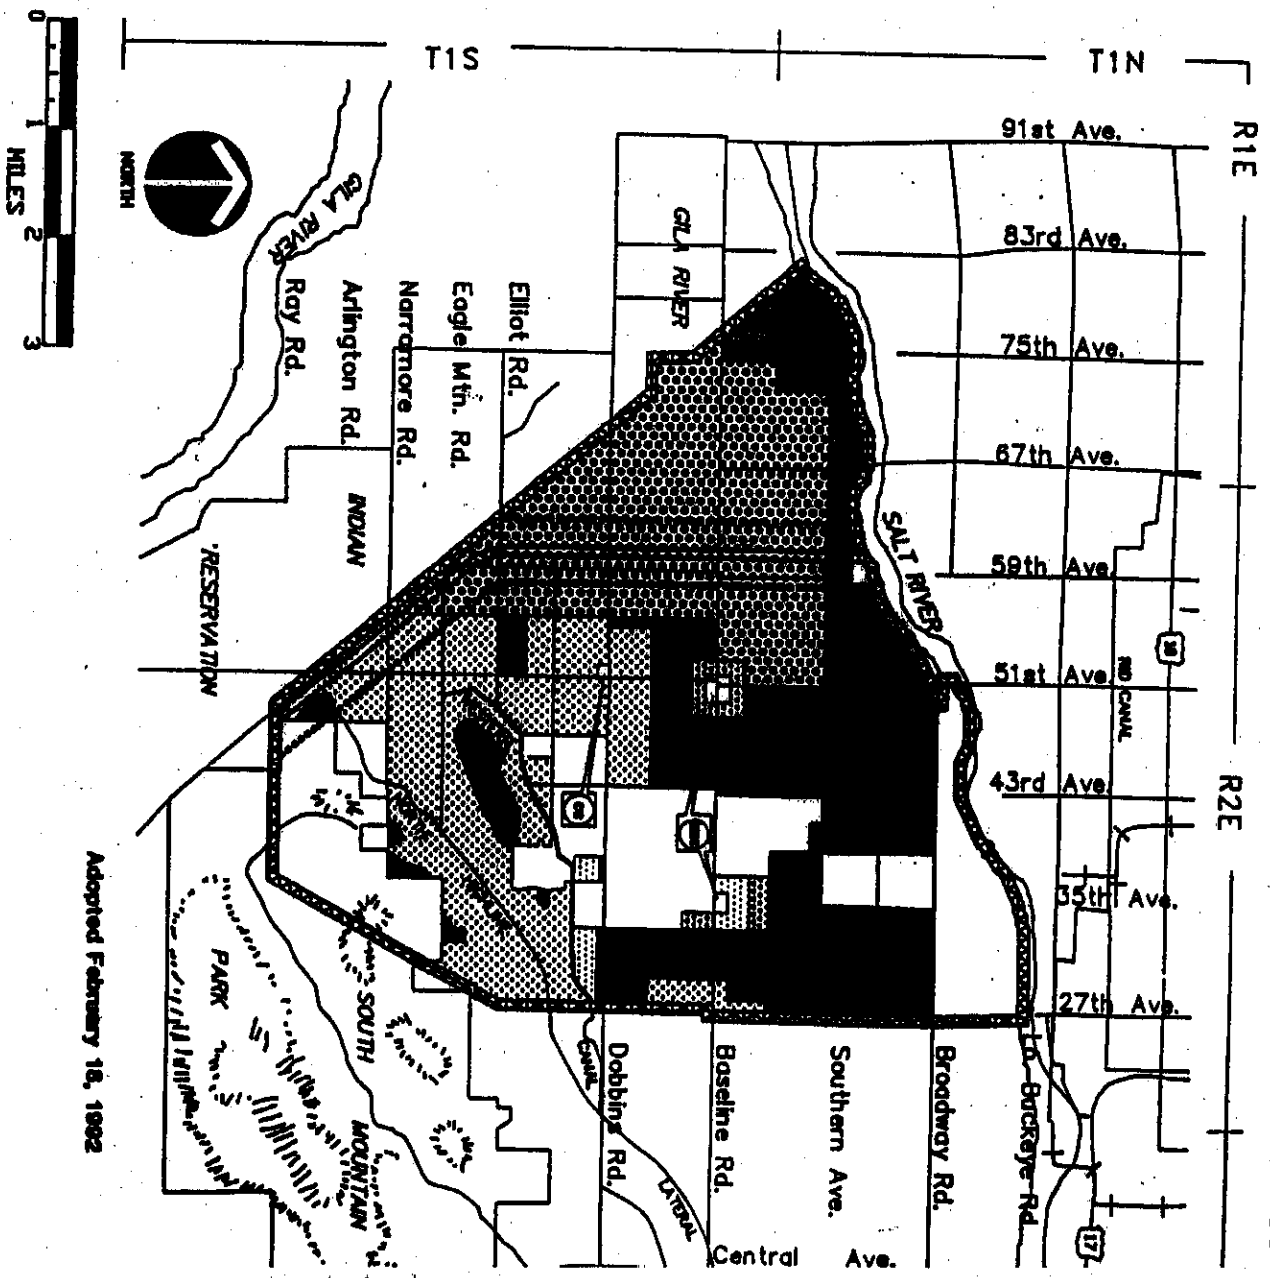 T1S
T1N
R1E
R2E
0
1
2
3
MILES
NORTH
91st Ave.
83rd Ave.
75th Ave.
67th Ave.
59th Ave.
51st Ave.
43rd Ave.
35th Ave.
27th Ave.
GILA RIVER
GILA RIVER
INDIAN
RESERVATION
SALT RIVER
CANAL
Ray Rd.
Arlington Rd.
Narramore Rd.
Eagle Mtn. Rd.
Elliot Rd.
Dobbins Rd.
Baseline Rd.
Southern Ave.
Broadway Rd.
Ln Buckeye Rd.
CANAL
LATERAL
Central Ave.
17
PARK
SOUTH
MOUNTAIN
Adopted February 18, 1992